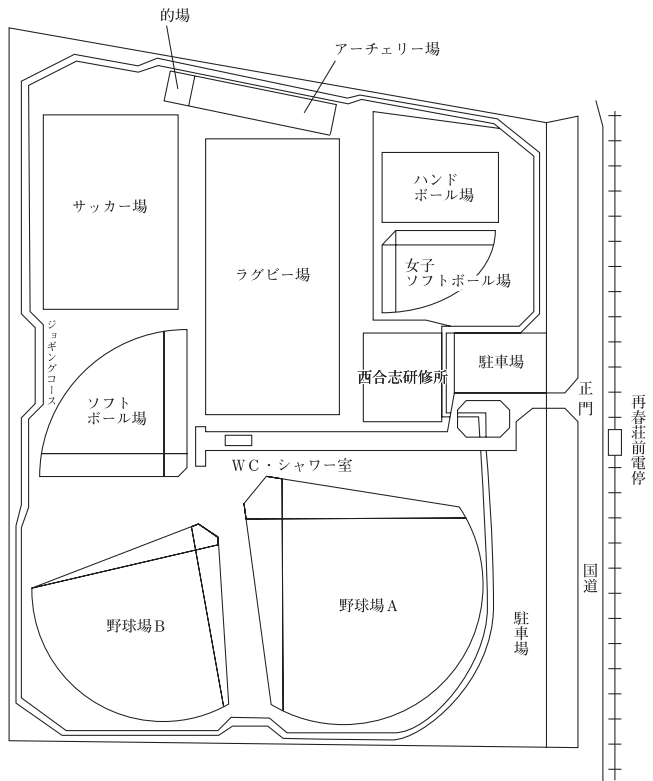 的場
アーチェリー場
サッカー場
ラグビー場
ハンド
ボール場
女子
ソフトボール場
ジョギングコース
ソフト
ボール場
西合志研修所
駐車場
正門
再春荘前電停
WC・シャワー室
国道
野球場A
野球場B
駐車場